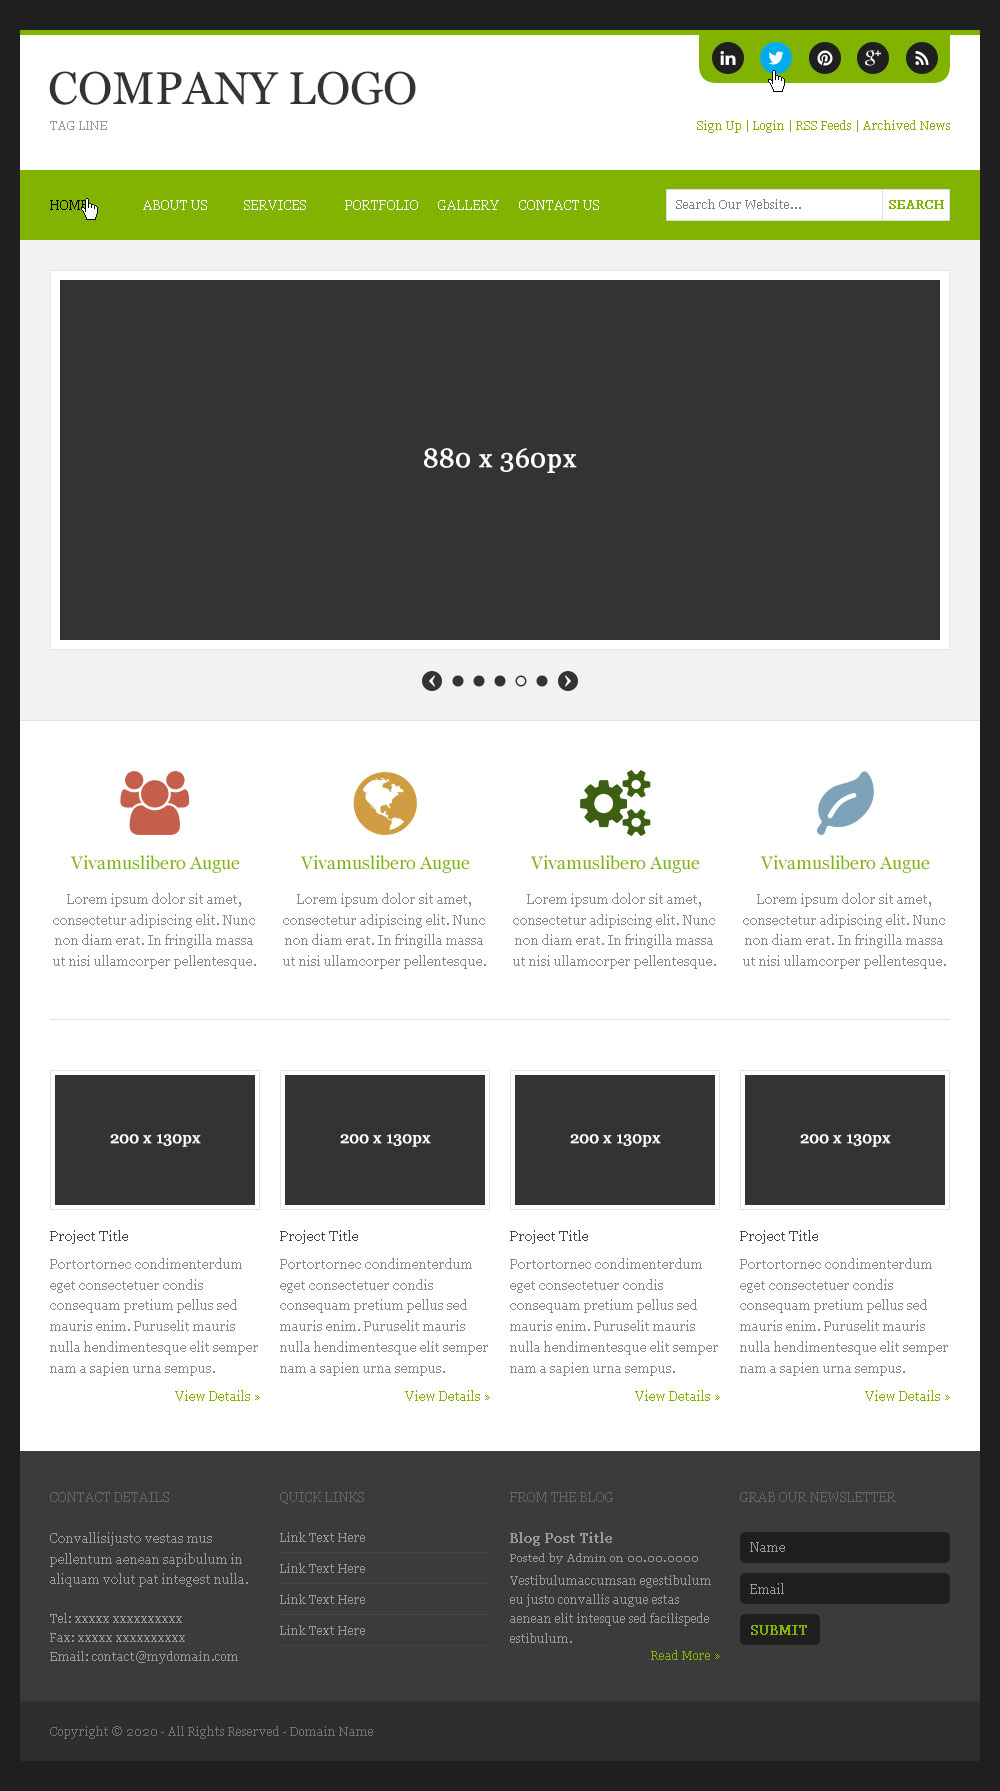 COMPANY LOGO
TAG LINE
Sign Up | Login | RSS Feeds | Archived News
HOME ABOUT US SERVICES PORTFOLIO GALLERY CONTACT US Search Our Website... SEARCH
880 x 360px
Vivamuslibero Augue
Lorem ipsum dolor sit amet,
consectetur adipiscing elit. Nunc
non diam erat. In fringilla massa
ut nisi ullamcorper pellentesque.
Vivamuslibero Augue
Lorem ipsum dolor sit amet,
consectetur adipiscing elit. Nunc
non diam erat. In fringilla massa
ut nisi ullamcorper pellentesque.
Vivamuslibero Augue
Lorem ipsum dolor sit amet,
consectetur adipiscing elit. Nunc
non diam erat. In fringilla massa
ut nisi ullamcorper pellentesque.
Vivamuslibero Augue
Lorem ipsum dolor sit amet,
consectetur adipiscing elit. Nunc
non diam erat. In fringilla massa
ut nisi ullamcorper pellentesque.
200 x 130px
Project Title
Portortornec condimenterdum
eget consectetuer condis
consequam pretium pellus sed
mauris enim. Puruselit mauris
nulla hendimentesque elit semper
nam a sapien urna sempus.
View Details »
200 x 130px
Project Title
Portortornec condimenterdum
eget consectetuer condis
consequam pretium pellus sed
mauris enim. Puruselit mauris
nulla hendimentesque elit semper
nam a sapien urna sempus.
View Details »
200 x 130px
Project Title
Portortornec condimenterdum
eget consectetuer condis
consequam pretium pellus sed
mauris enim. Puruselit mauris
nulla hendimentesque elit semper
nam a sapien urna sempus.
View Details »
200 x 130px
Project Title
Portortornec condimenterdum
eget consectetuer condis
consequam pretium pellus sed
mauris enim. Puruselit mauris
nulla hendimentesque elit semper
nam a sapien urna sempus.
View Details »
CONTACT DETAILS
Convallisijusto vestas mus
pellentum aenean sapibulum in
aliquam volut pat integest nulla.
Tel: xxxxx xxxxxxxxxx
Fax: xxxxx xxxxxxxxxx
Email: contact@mydomain.com
QUICK LINKS
Link Text Here
Link Text Here
Link Text Here
Link Text Here
FROM THE BLOG
Blog Post Title
Posted by Admin on 00.00.0000
Vestibulumaccumsan egestibulum
eu justo convallis augue estas
aenean elit intesque sed facilispede
estibulum.
Read More »
GRAB OUR NEWSLETTER
Name
Email
SUBMIT
Copyright © 2020 - All Rights Reserved - Domain Name